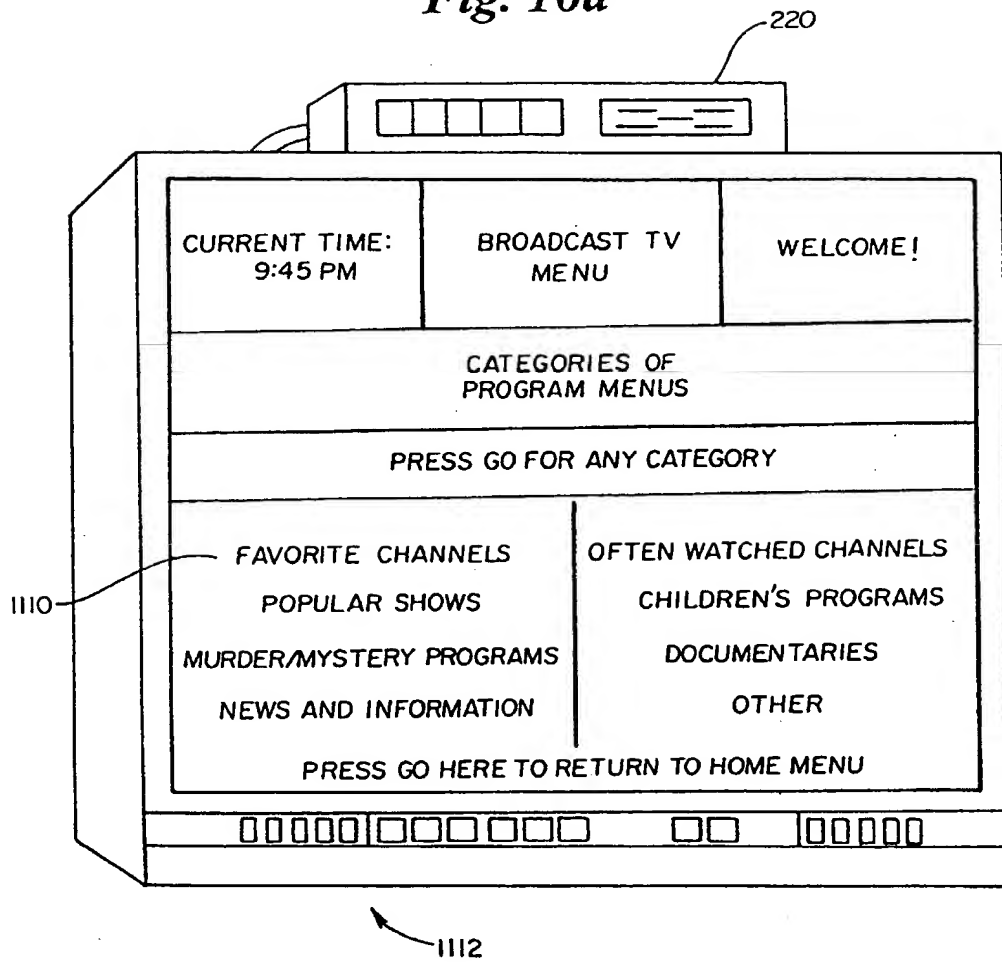 Fig. 10a
220
CURRENT TIME:
9:45 PM
BROADCAST TV
MENU
WELCOME!
CATEGORIES OF
PROGRAM MENUS
PRESS GO FOR ANY CATEGORY
FAVORITE CHANNELS
OFTEN WATCHED CHANNELS
1110
POPULAR SHOWS
CHILDREN'S PROGRAMS
MURDER/MYSTERY PROGRAMS
DOCUMENTARIES
NEWS AND INFORMATION
OTHER
PRESS GO HERE TO RETURN TO HOME MENU
1112